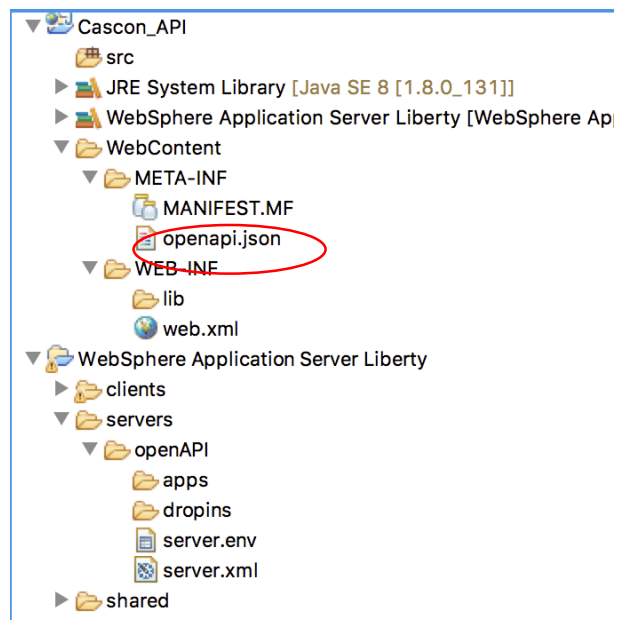 Cascon_API
src
JRE System Library [Java SE 8 [1.8.0_131]]
WebSphere Application Server Liberty [WebSphere Ap
WebContent
META-INF
MANIFEST.MF
openapi.json
WEB-INF
lib
web.xml
WebSphere Application Server Liberty
clients
servers
openAPI
apps
dropins
server.env
server.xml
shared